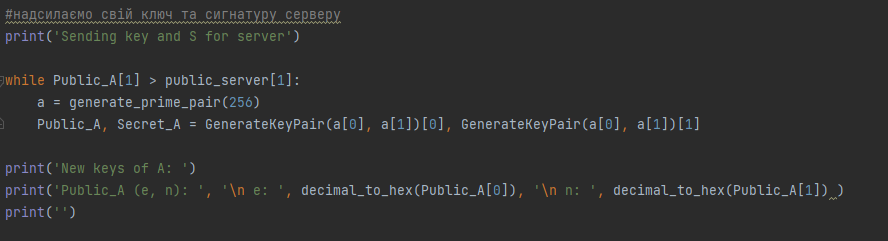 #надсилаємо свій ключ та сигнатуру серверу
print('Sending key and S for server')
while Public_A[1] > public_server[1]:
    a = generate_prime_pair(256)
    Public_A, Secret_A = GenerateKeyPair(a[0], a[1])[0], GenerateKeyPair(a[0], a[1])[1]
print('New keys of A: ')
print('Public_A (e, n): ', '\n e: ', decimal_to_hex(Public_A[0]), '\n n: ', decimal_to_hex(Public_A[1]) )
print('')